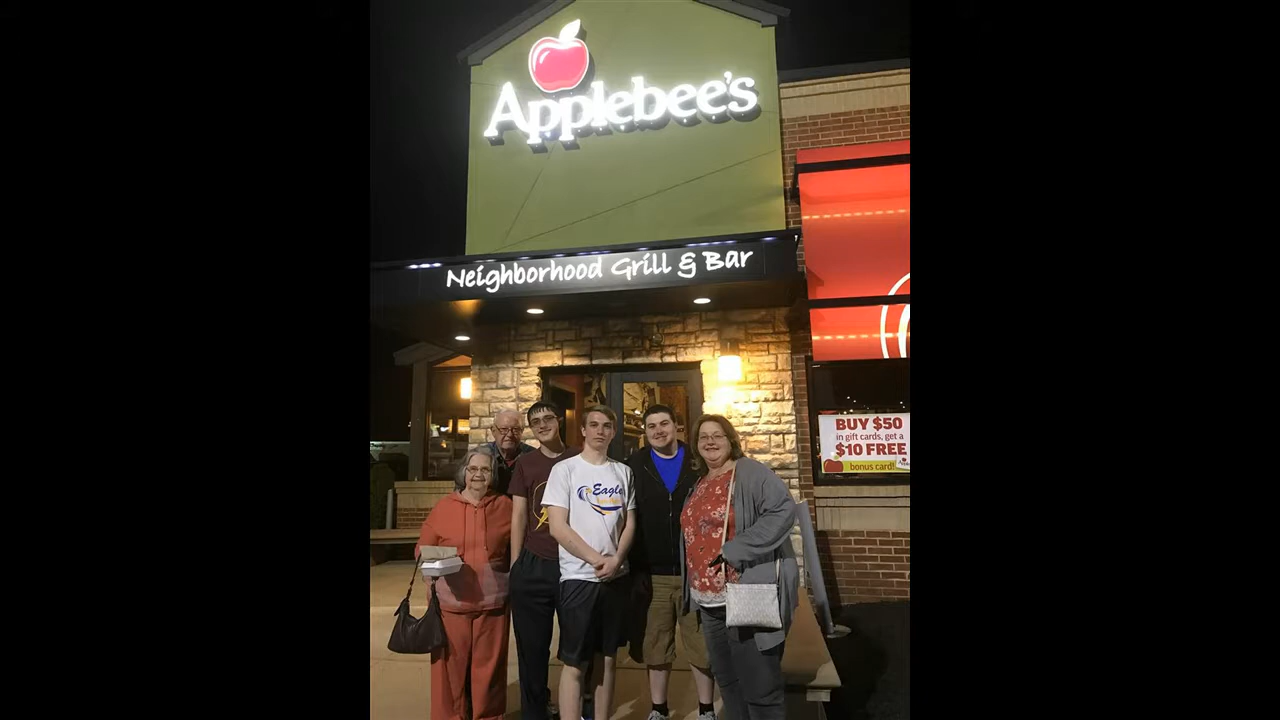 Applebee's
Neighborhood Grill & Bar
BUY $50
in gift cards, get a
$10 FREE
bonus card!
Eagle